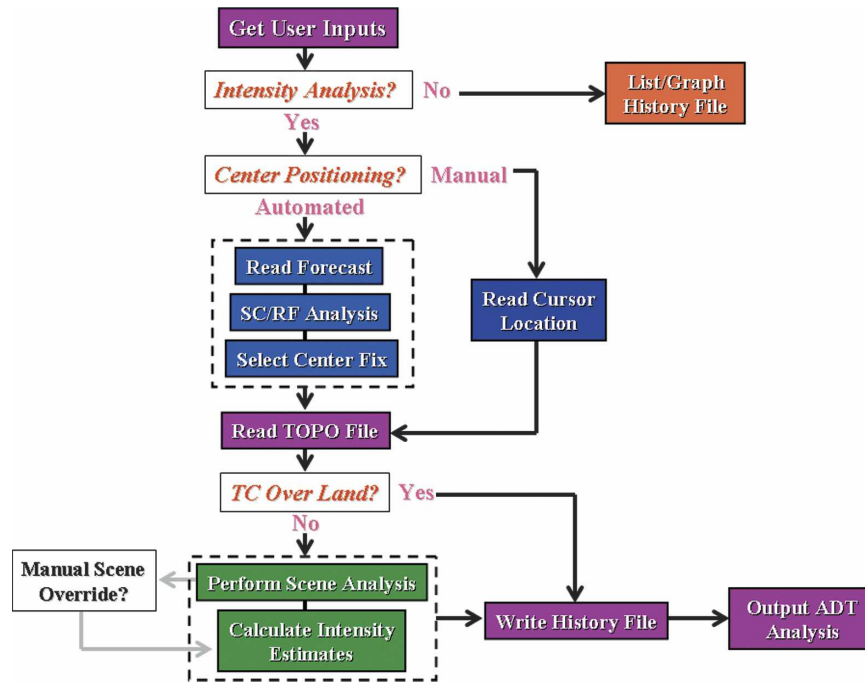 Get User Inputs
Intensity Analysis?
No
List/Graph
History File
Yes
Center Positioning?
Manual
Automated
Read Forecast
SC/RF Analysis
Select Center Fix
Read Cursor
Location
Read TOPO File
TC Over Land?
Yes
No
Manual Scene
Override?
Perform Scene Analysis
Calculate Intensity
Estimates
Write History File
Output ADT
Analysis